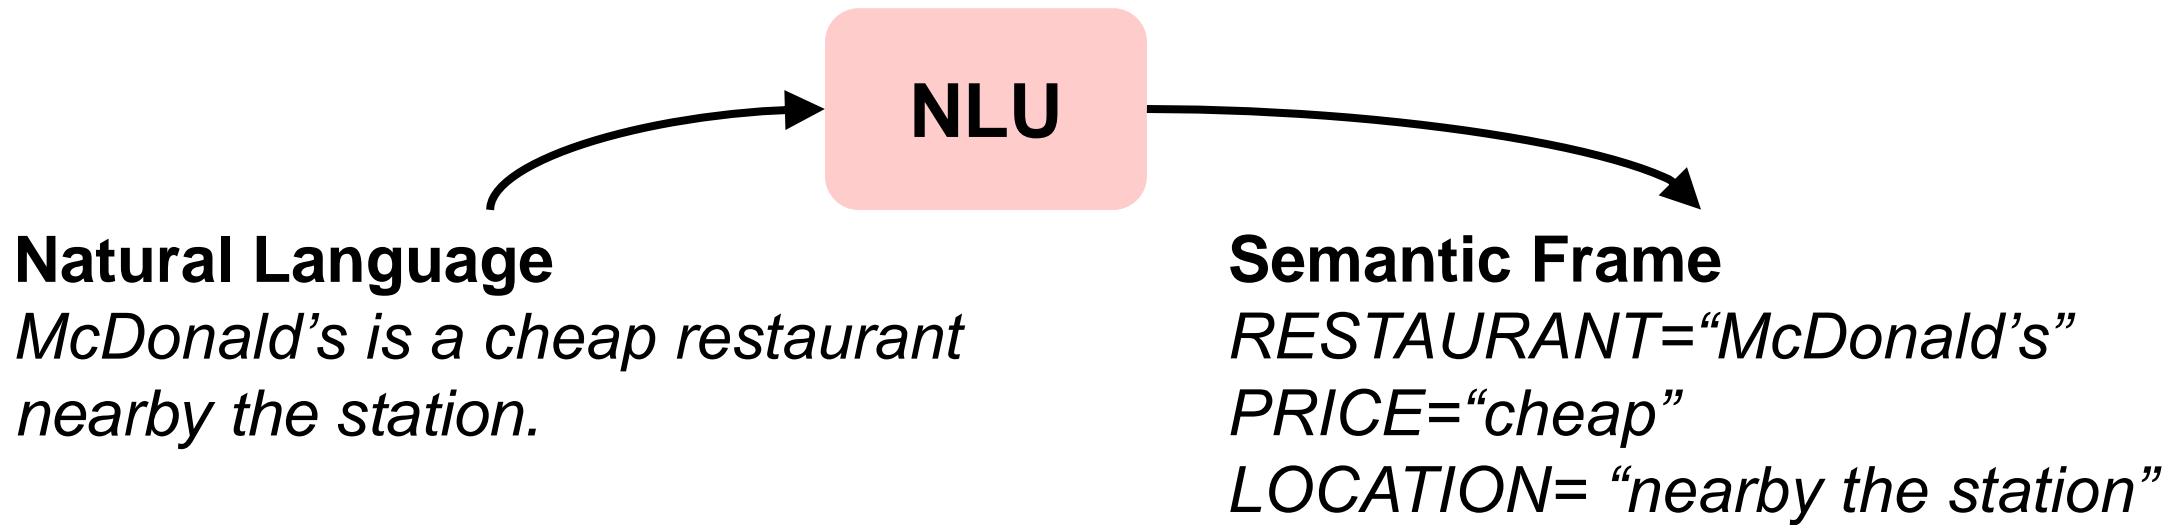 NLU
Natural Language
McDonald’s is a cheap restaurant
nearby the station.
Semantic Frame
RESTAURANT=“McDonald’s”
PRICE=“cheap”
LOCATION= “nearby the station”